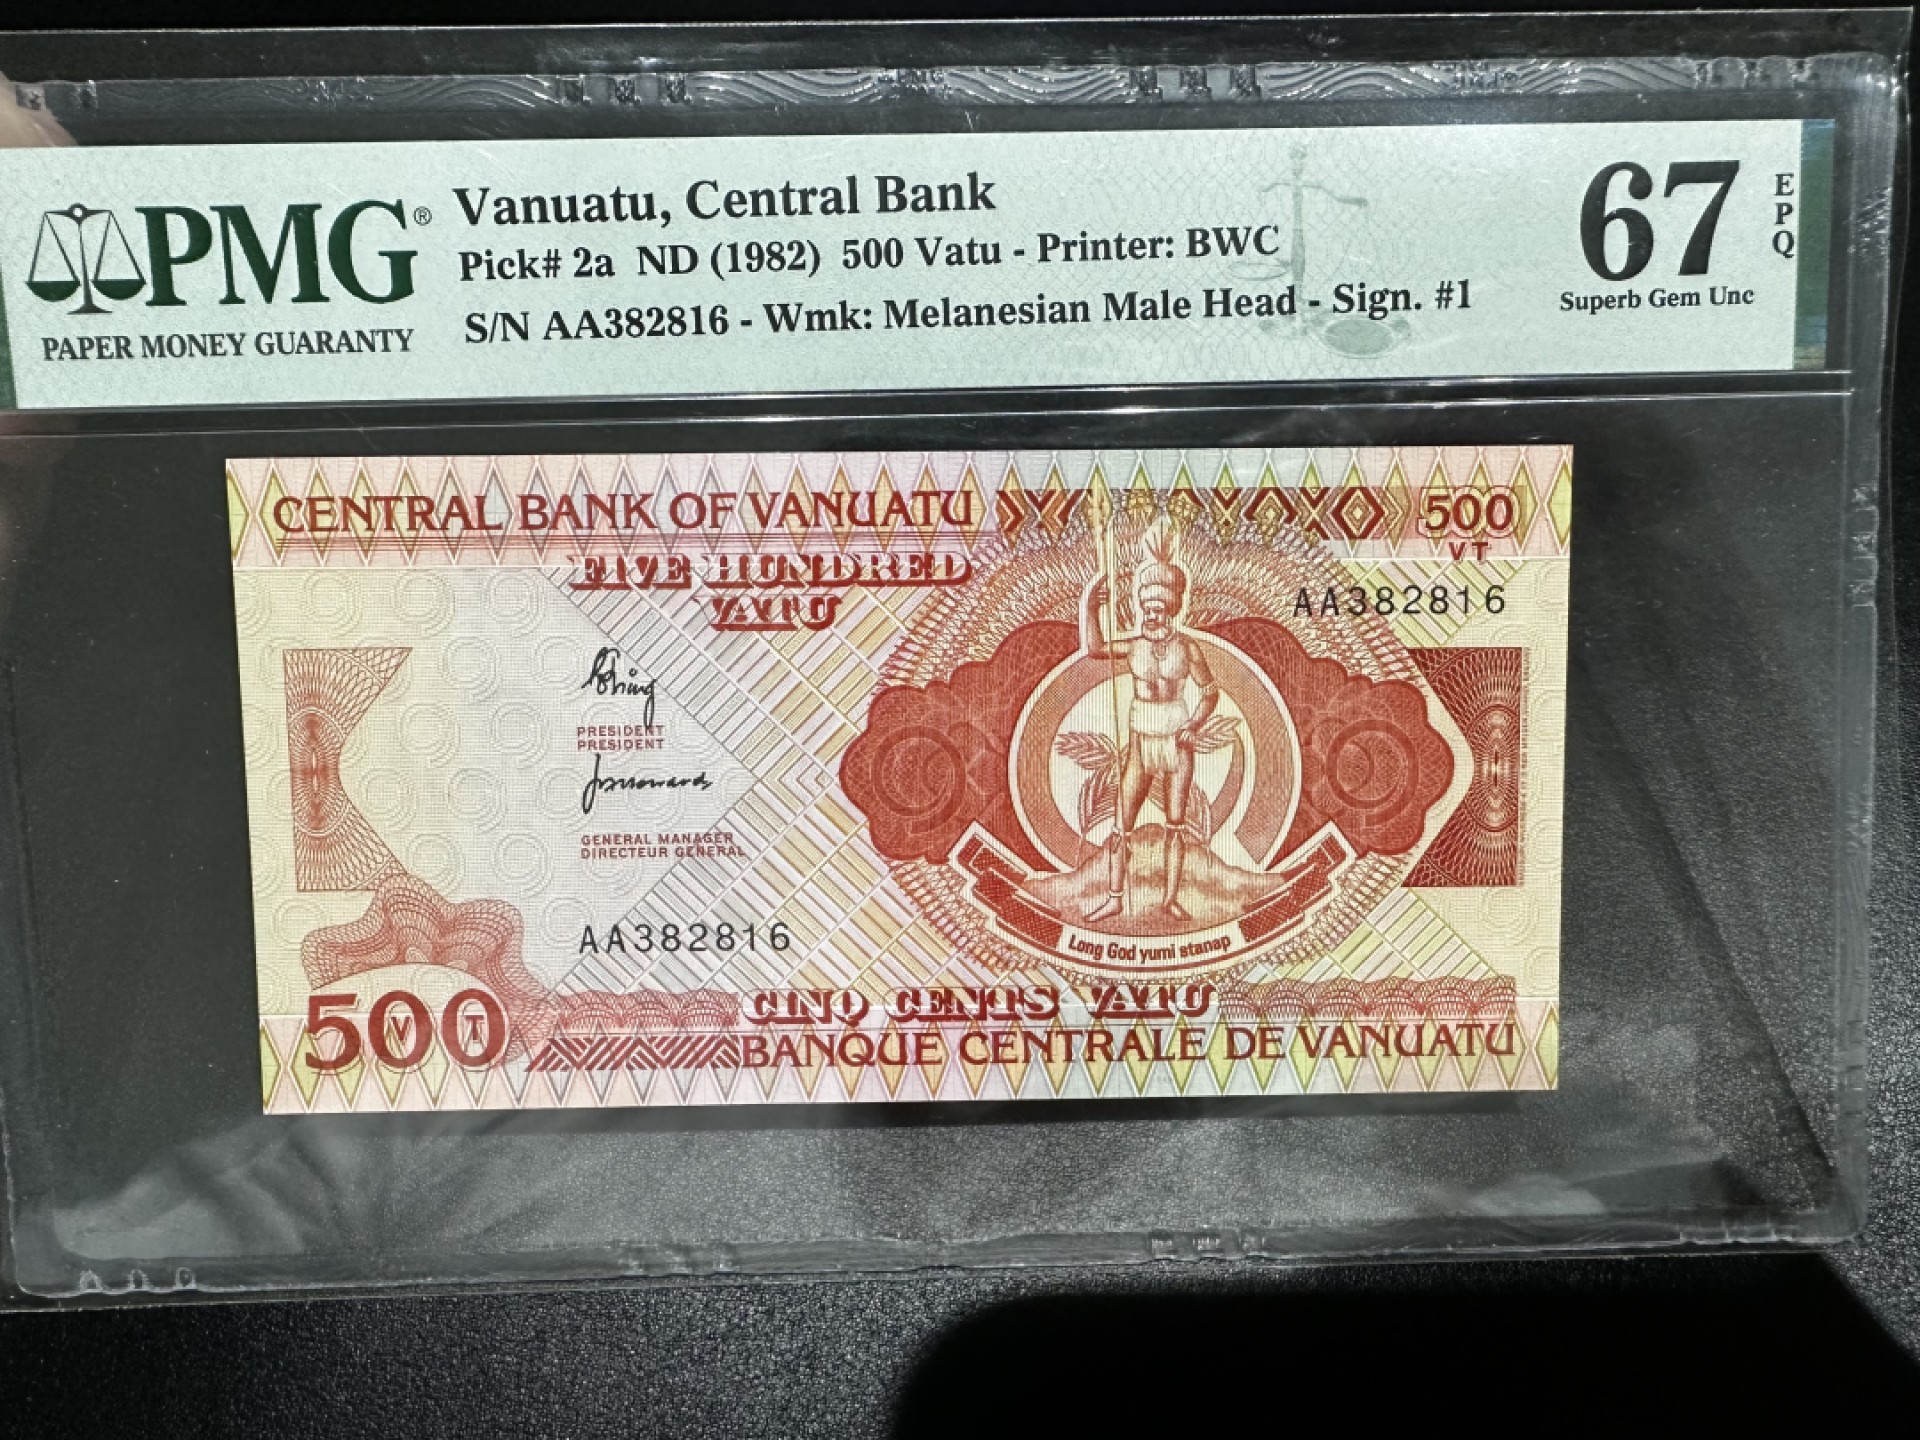 PMG®
PAPER MONEY GUARANTY
Vanuatu, Central Bank
Pick# 2a ND (1982) 500 Vatu - Printer: BWC
S/N AA382816 - Wmk: Melanesian Male Head - Sign. #1
67
EPQ
Superb Gem Unc
CENTRAL BANK OF VANUATU
500
VT
FIVE HUNDRED
VATU
AA382816
PRESIDENT
PRESIDENT
GENERAL MANAGER
DIRECTEUR GENERAL
AA382816
Long God yumi stanap
500
V T
CINQ CENTS VATU
BANQUE CENTRALE DE VANUATU